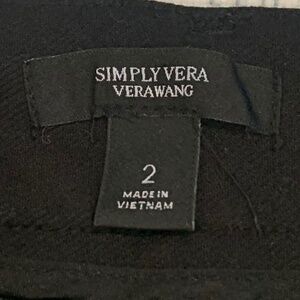 SIMPLY VERA
VERAWANG
2
MADE IN
VIETNAM